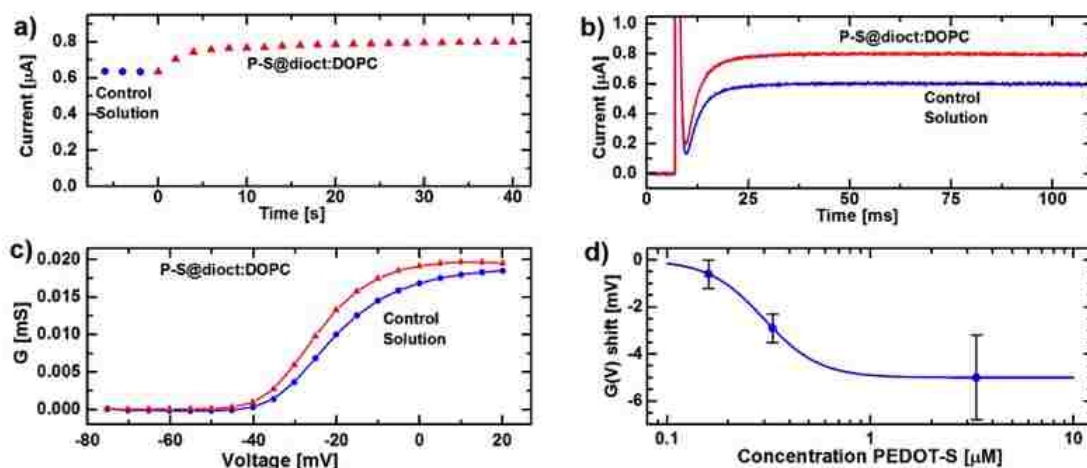 a)
Current [μA]
0.8
0.6
0.4
0.2
0.0
P-S@dioct:DOPC
Control
Solution
0
10
20
30
40
Time [s]
b)
Current [μA]
1.0
0.8
0.6
0.4
0.2
0.0
P-S@dioct:DOPC
Control
Solution
0
25
50
75
100
Time [ms]
c)
G [mS]
0.020
0.015
0.010
0.005
0.000
P-S@dioct:DOPC
Control
Solution
-80
-60
-40
-20
0
20
Voltage [mV]
d)
G(V) shift [mV]
0
-2
-4
-6
0.1
1
10
Concentration PEDOT-S [μM]